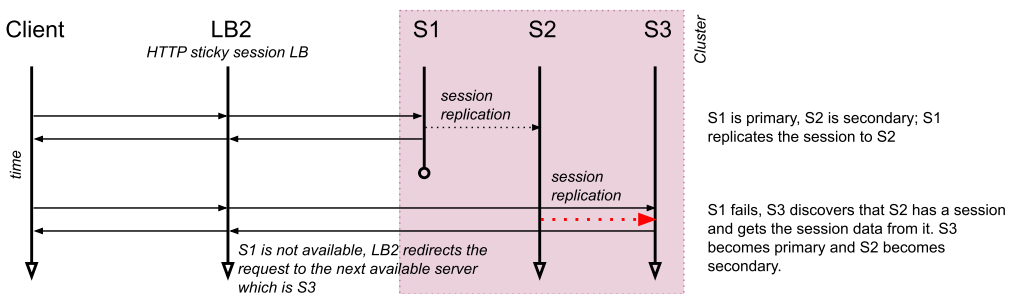 Client
LB2
S1
S2
S3
HTTP sticky session LB
Cluster
session
replication
S1 is primary, S2 is secondary; S1
replicates the session to S2
time
session
replication
S1 fails, S3 discovers that S2 has a session
and gets the session data from it. S3
becomes primary and S2 becomes
secondary.
S1 is not available, LB2 redirects the
request to the next available server
which is S3